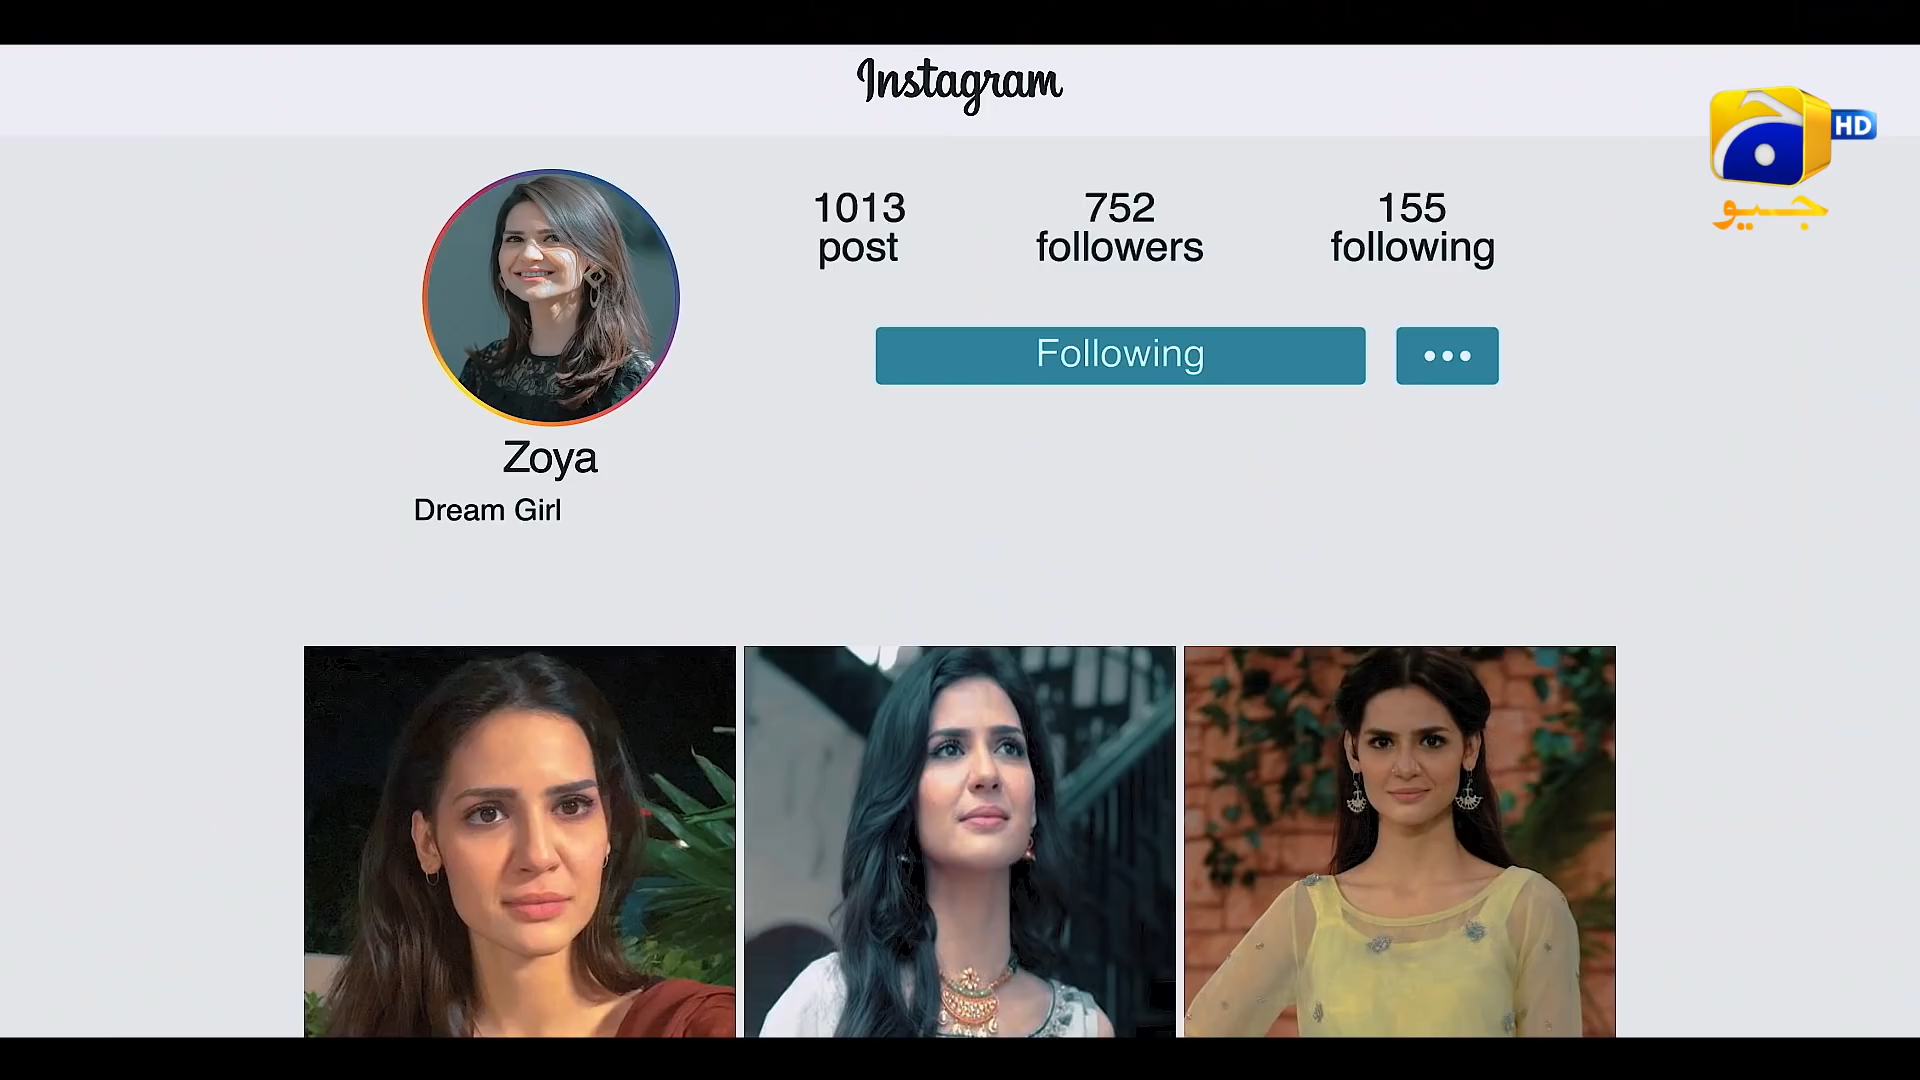 Instagram
HD
جیو
1013
post
752
followers
155
following
Following
Zoya
Dream Girl